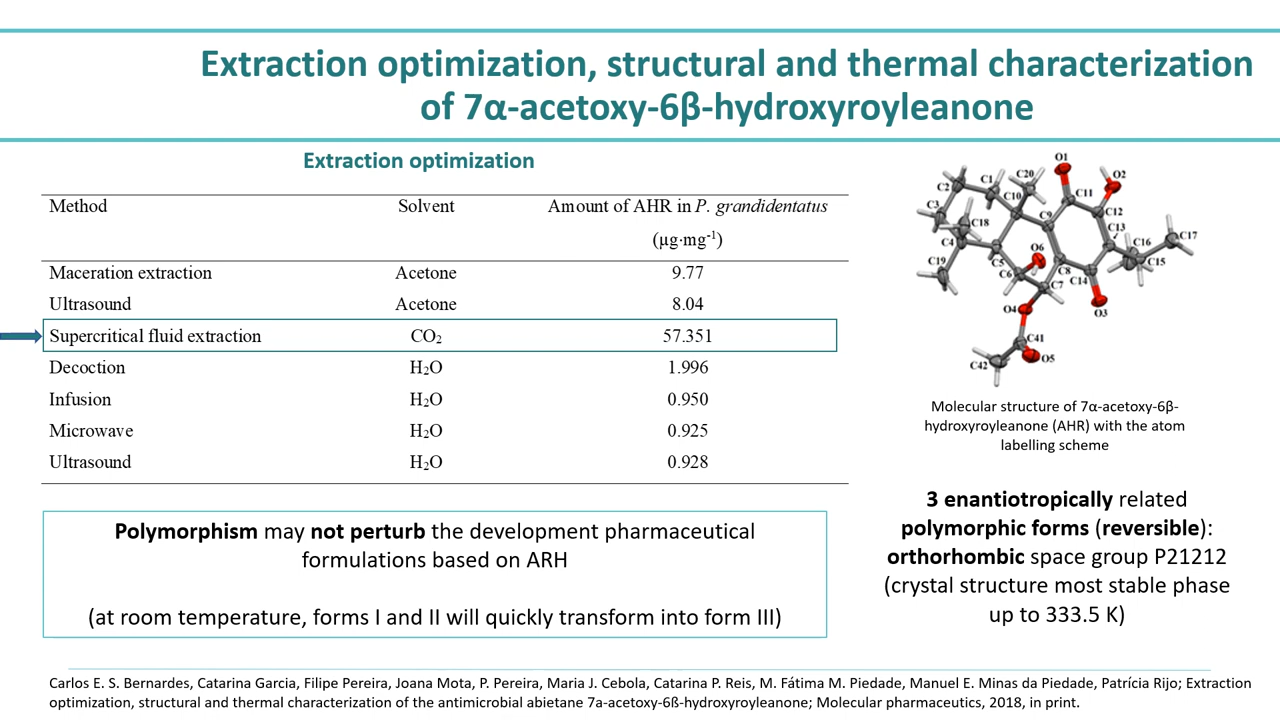 Extraction optimization, structural and thermal characterization
of 7α-acetoxy-6β-hydroxyroyleanone
Extraction optimization
Method Solvent Amount of AHR in P. grandidentatus
(µg·mg⁻¹)
Maceration extraction Acetone 9.77
Ultrasound Acetone 8.04
Supercritical fluid extraction CO₂ 57.351
Decoction H₂O 1.996
Infusion H₂O 0.950
Microwave H₂O 0.925
Ultrasound H₂O 0.928
Polymorphism may not perturb the development pharmaceutical
formulations based on ARH
(at room temperature, forms I and II will quickly transform into form III)
O1
O2
C20
C1
C2
C10
C11
C12
C3
C18
C9
C13
C16
C17
C4
C15
C19
C5
O6
C6
C8
C14
C7
O4
O3
C41
O5
C42
Molecular structure of 7α-acetoxy-6β-
hydroxyroyleanone (AHR) with the atom
labelling scheme
3 enantiotropically related
polymorphic forms (reversible):
orthorhombic space group P21212
(crystal structure most stable phase
up to 333.5 K)
Carlos E. S. Bernardes, Catarina Garcia, Filipe Pereira, Joana Mota, P. Pereira, Maria J. Cebola, Catarina P. Reis, M. Fátima M. Piedade, Manuel E. Minas da Piedade, Patrícia Rijo; Extraction
optimization, structural and thermal characterization of the antimicrobial abietane 7a-acetoxy-6ß-hydroxyroyleanone; Molecular pharmaceutics, 2018, in print.